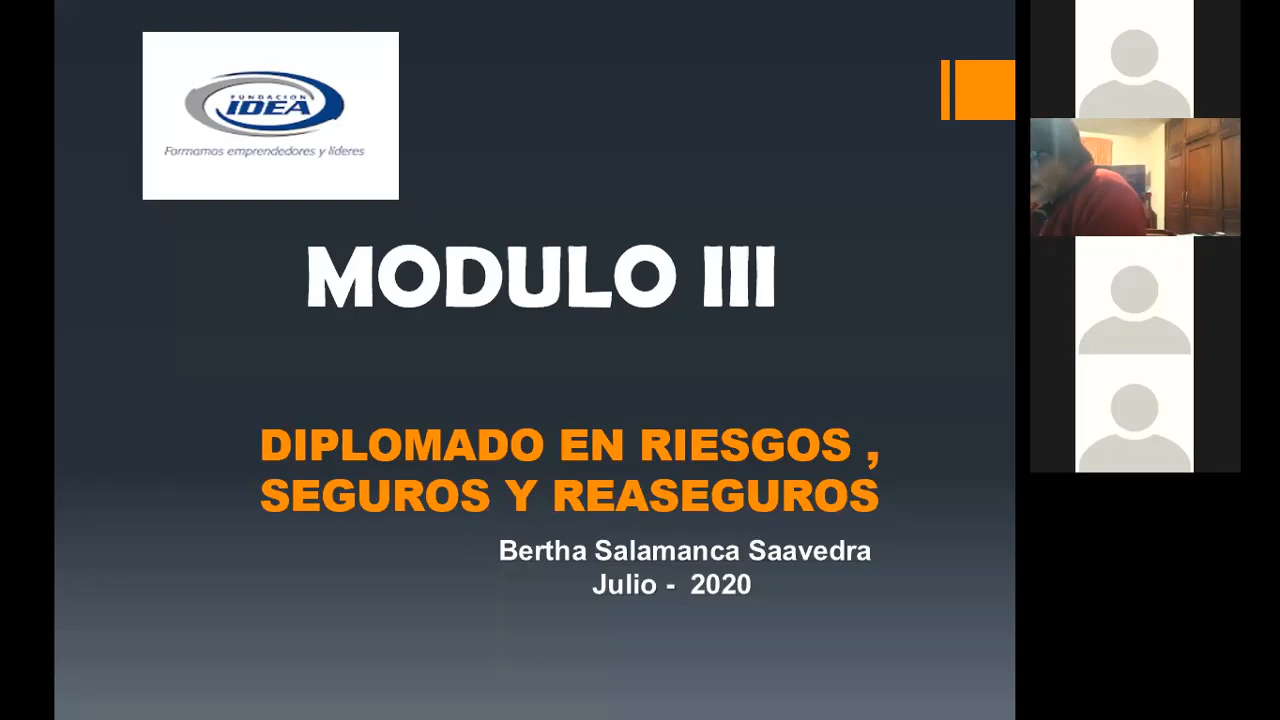 FUNDACION
IDEA
Formamos emprendedores y líderes
MODULO III
DIPLOMADO EN RIESGOS ,
SEGUROS Y REASEGUROS
Bertha Salamanca Saavedra
Julio - 2020